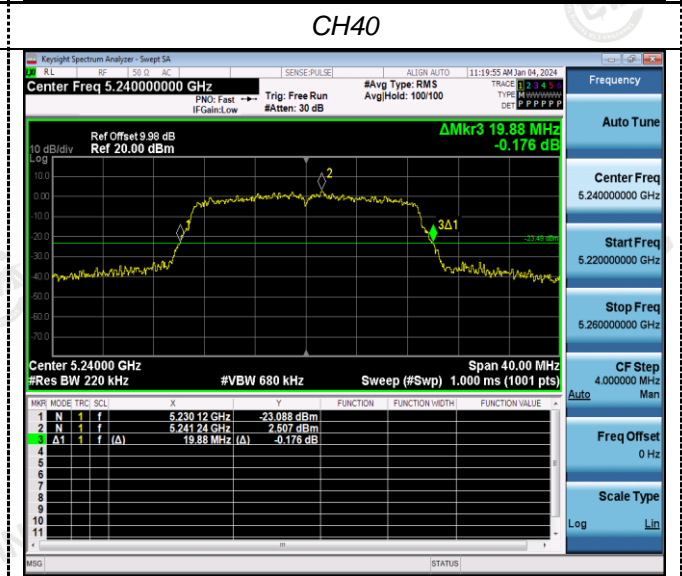 CH40
Keysight Spectrum Analyzer - Swept SA
RL RF 50 Ω AC SENSE:PULSE ALIGN AUTO 11:19:55 AM Jan 04, 2024
Center Freq 5.240000000 GHz #Avg Type: RMS TRACE 1 2 3 4 5 6
PNO: Fast Trig: Free Run Avg|Hold: 100/100 TYPE M WWWWW
IFGain:Low #Atten: 30 dB DET P P P P P P
ΔMkr3 19.88 MHz
-0.176 dB
Ref Offset 9.98 dB
10 dB/div Ref 20.00 dBm
Log
10.0
0.00
-10.0
-20.0
-30.0
-40.0
-50.0
-60.0
-70.0
1
2
3Δ1
-23.49 dBm
Center 5.24000 GHz Span 40.00 MHz
#Res BW 220 kHz #VBW 680 kHz Sweep (#Swp) 1.000 ms (1001 pts)
MKR MODE TRC SCL X Y FUNCTION FUNCTION WIDTH FUNCTION VALUE
1 N 1 f 5.230 12 GHz -23.088 dBm
2 N 1 f 5.241 24 GHz 2.507 dBm
3 Δ1 1 f (Δ) 19.88 MHz (Δ) -0.176 dB
4
5
6
7
8
9
10
11
MSG STATUS
Frequency
Auto Tune
Center Freq
5.240000000 GHz
Start Freq
5.220000000 GHz
Stop Freq
5.260000000 GHz
CF Step
4.000000 MHz
Auto Man
Freq Offset
0 Hz
Scale Type
Log Lin